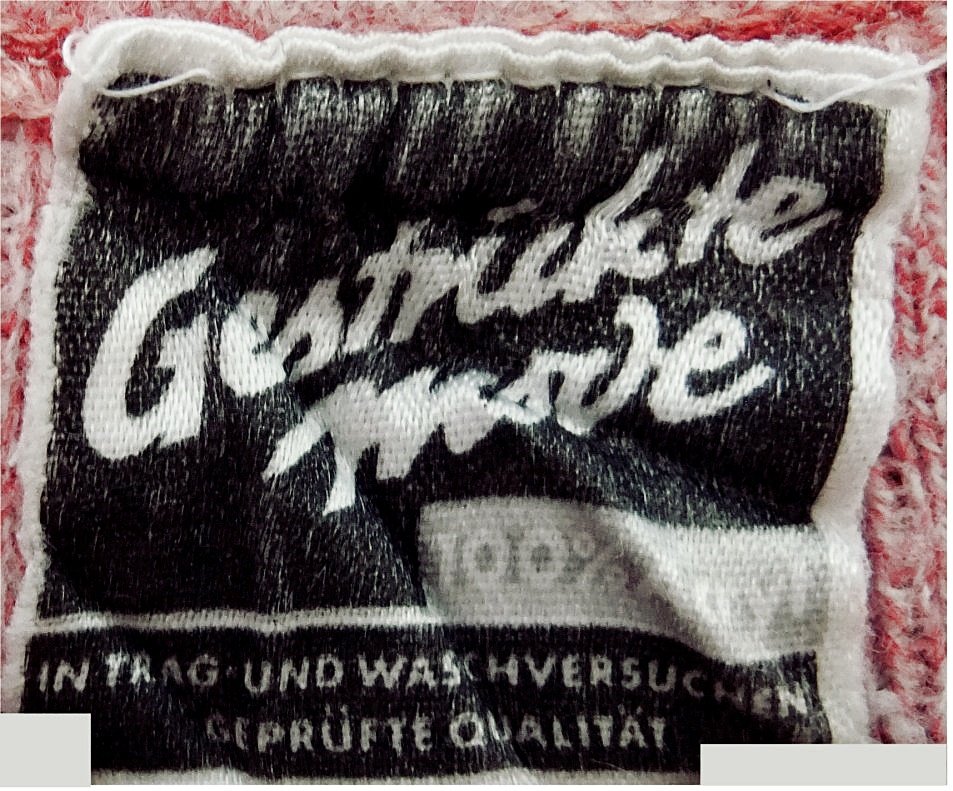 Gestrickte
mode
100%
IN TRAG- UND WASCHVERSUCHEN
GEPRÜFTE QUALITÄT